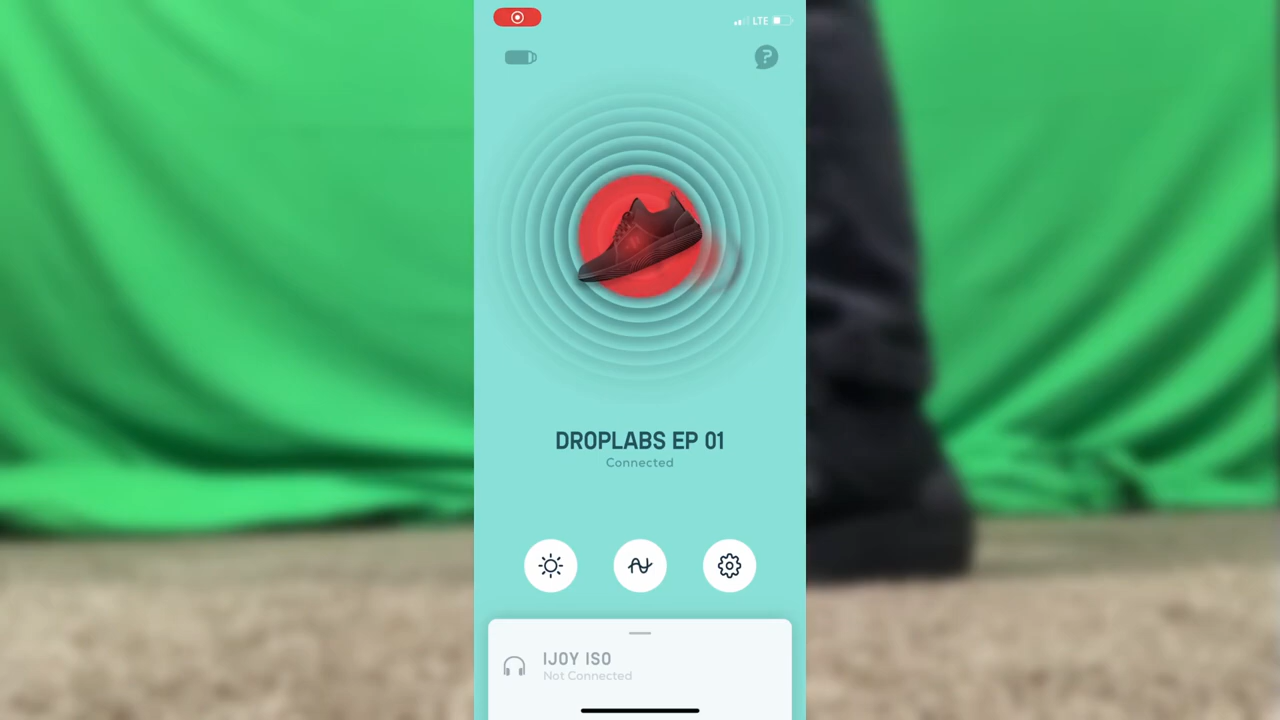 LTE
?
DROPLABS EP 01
Connected
IJOY ISO
Not Connected